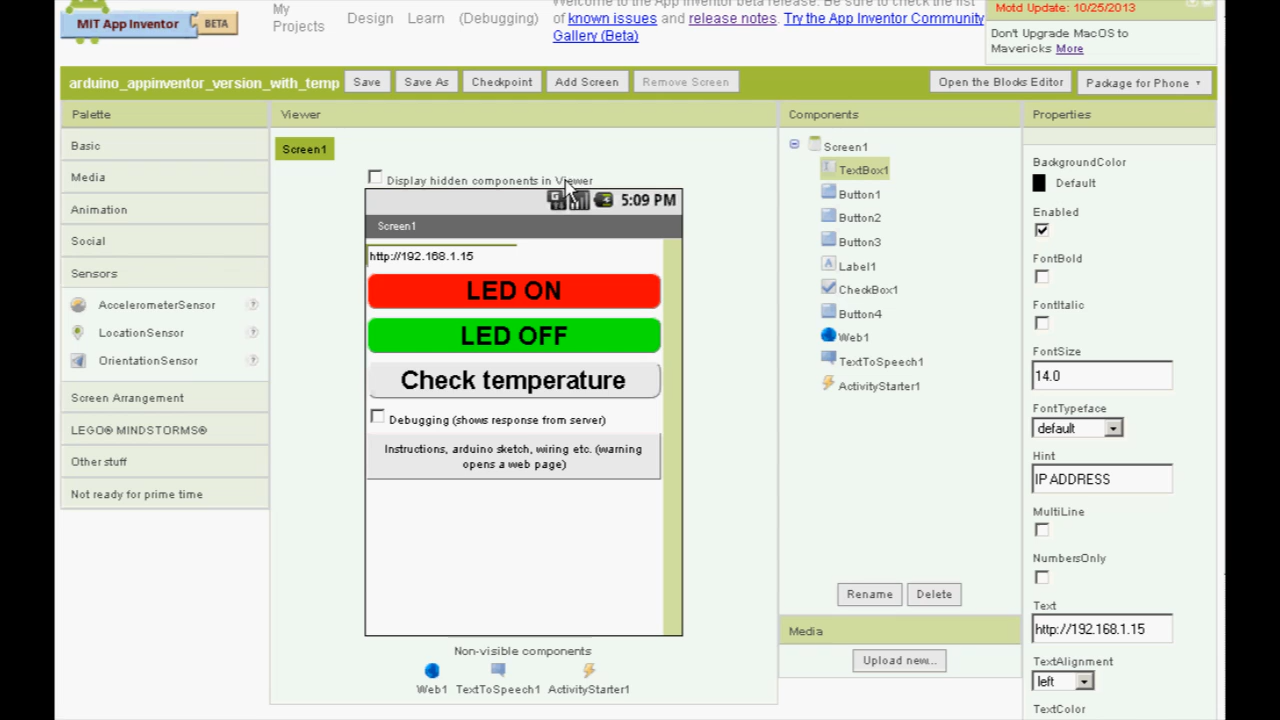 MIT App Inventor BETA
My Projects
Design Learn (Debugging)
Welcome to the App Inventor beta release. Be sure to check the list
of known issues and release notes. Try the App Inventor Community
Gallery (Beta)
Motd Update: 10/25/2013
Don't Upgrade MacOS to
Mavericks More
arduino_appinventor_version_with_temp
Save
Save As
Checkpoint
Add Screen
Remove Screen
Open the Blocks Editor
Package for Phone
Palette
Basic
Media
Animation
Social
Sensors
AccelerometerSensor ?
LocationSensor ?
OrientationSensor ?
Screen Arrangement
LEGO® MINDSTORMS®
Other stuff
Not ready for prime time
Viewer
Screen1
Display hidden components in Viewer
5:09 PM
Screen1
http://192.168.1.15
LED ON
LED OFF
Check temperature
Debugging (shows response from server)
Instructions, arduino sketch, wiring etc. (warning
opens a web page)
Non-visible components
Web1 TextToSpeech1 ActivityStarter1
Components
Screen1
TextBox1
Button1
Button2
Button3
Label1
CheckBox1
Button4
Web1
TextToSpeech1
ActivityStarter1
Rename
Delete
Media
Upload new...
Properties
BackgroundColor
Default
Enabled
FontBold
FontItalic
FontSize
14.0
FontTypeface
default
Hint
IP ADDRESS
MultiLine
NumbersOnly
Text
http://192.168.1.15
TextAlignment
left
TextColor